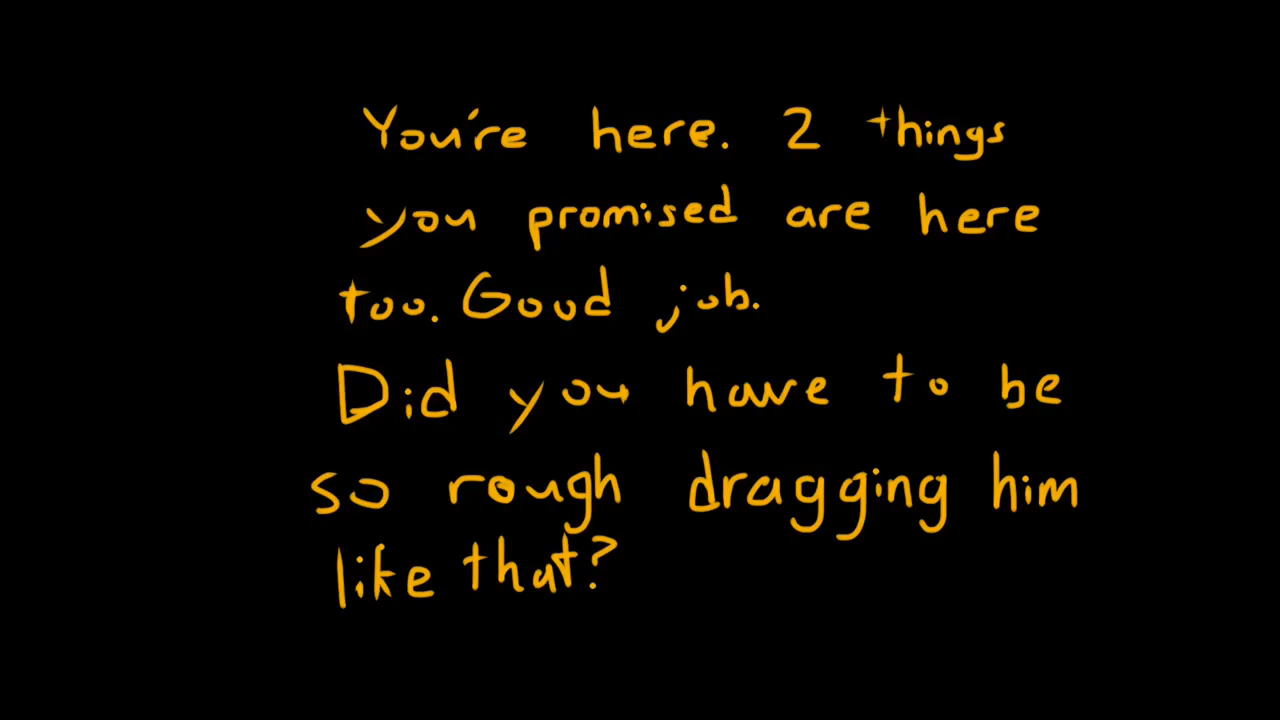 You're here. 2 things
you promised are here
too. Good job.
Did you have to be
so rough dragging him
like that?